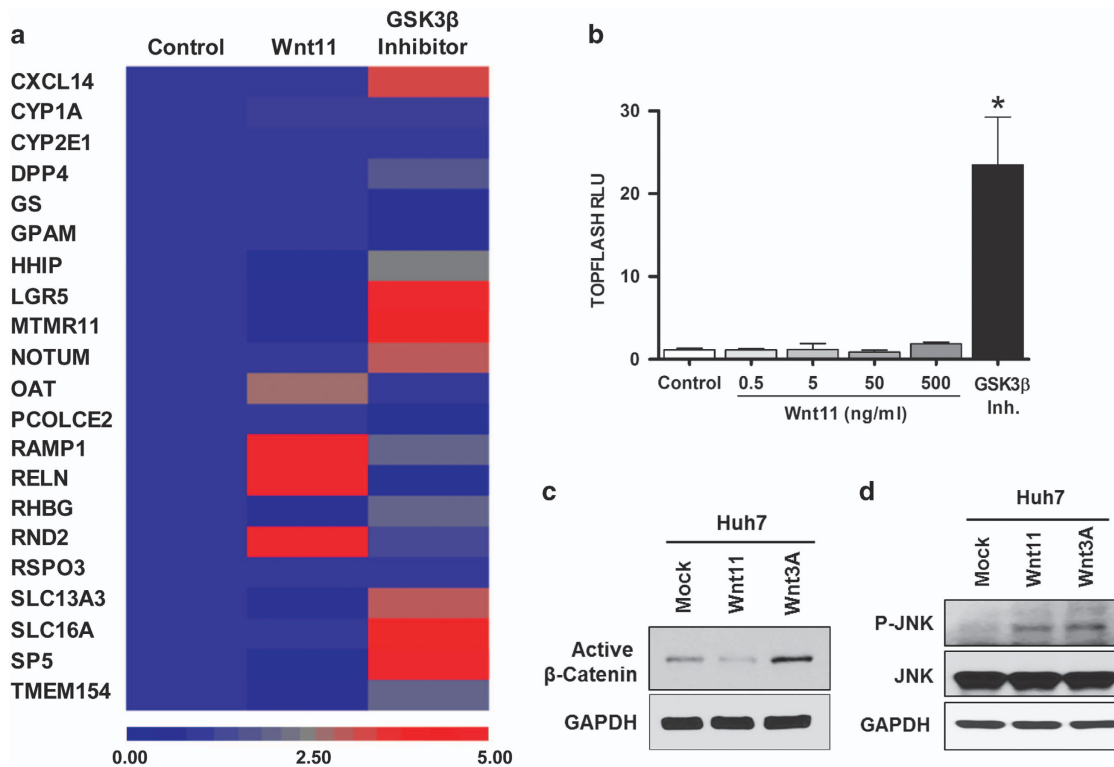 a
Control
Wnt11
GSK3β
Inhibitor
CXCL14
CYP1A
CYP2E1
DPP4
GS
GPAM
HHIP
LGR5
MTMR11
NOTUM
OAT
PCOLCE2
RAMP1
RELN
RHBG
RND2
RSPO3
SLC13A3
SLC16A
SP5
TMEM154
0.00
2.50
5.00
b
TOPFLASH RLU
30
20
10
0
*
Control
0.5
5
50
500
GSK3β
Inh.
Wnt11 (ng/ml)
c
Huh7
Mock
Wnt11
Wnt3A
Active
β-Catenin
GAPDH
d
Huh7
Mock
Wnt11
Wnt3A
P-JNK
JNK
GAPDH